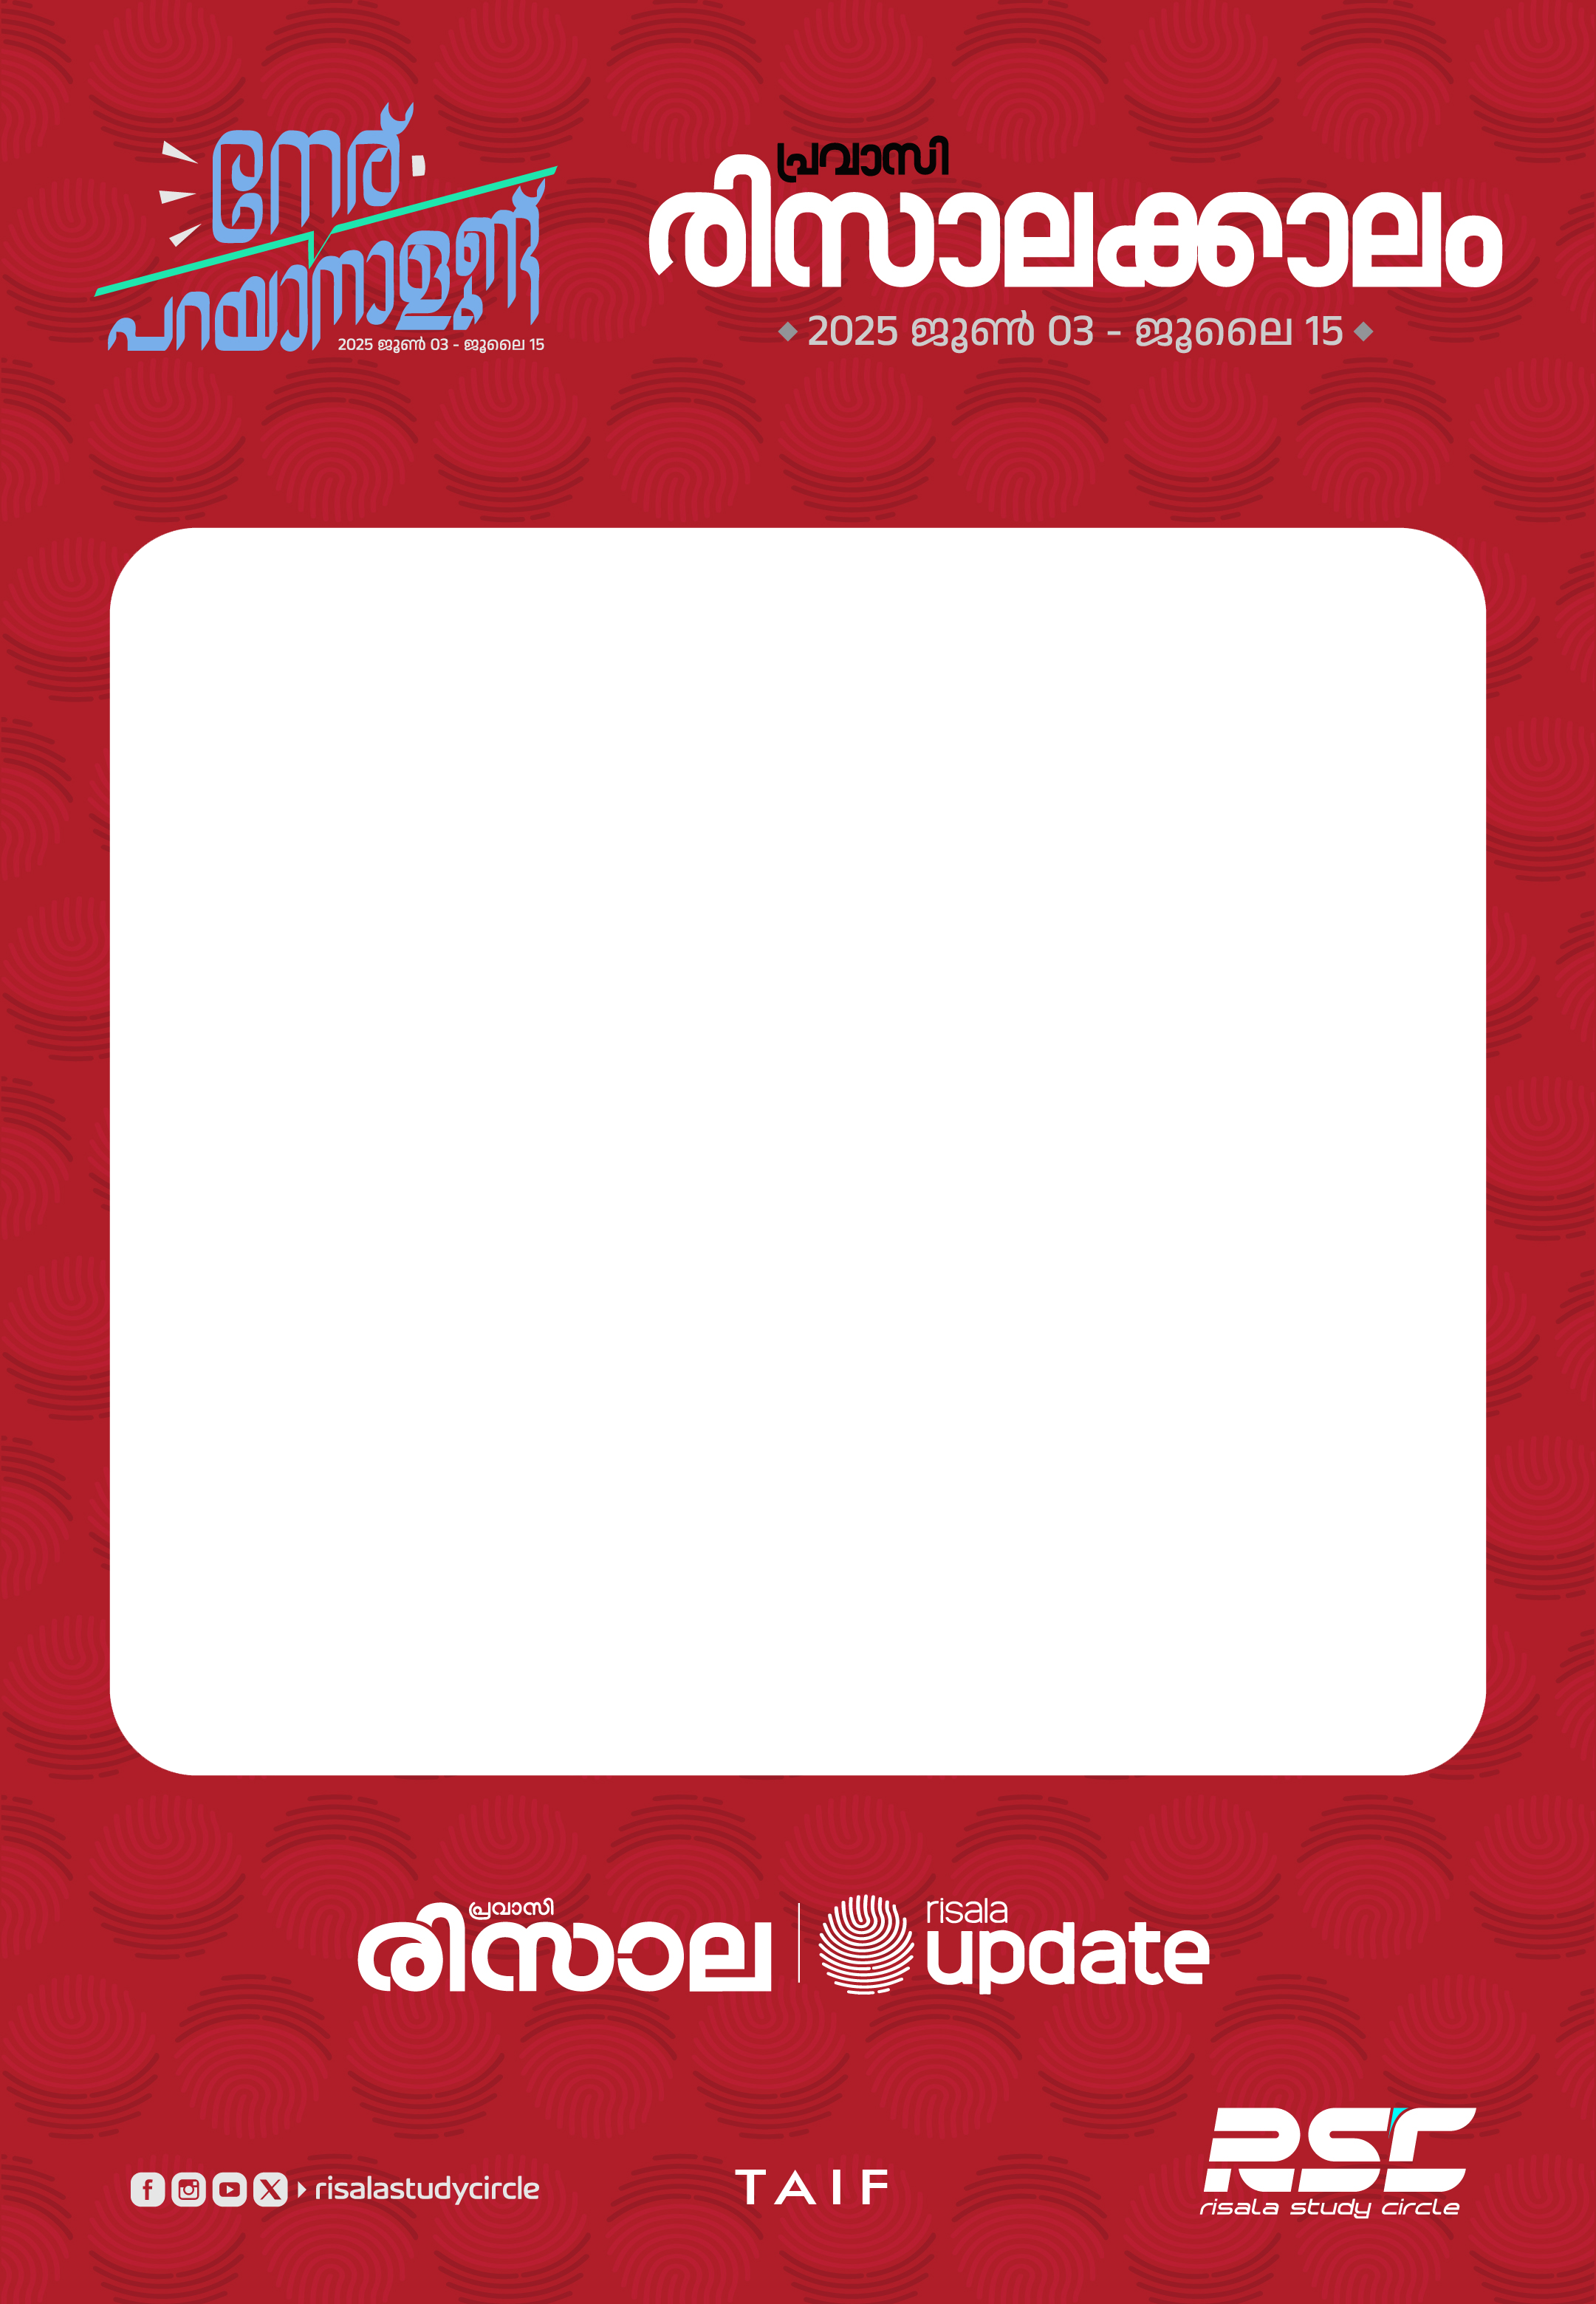 നേര്
പറയാനാളുണ്ട്
2025 ജൂൺ 03 - ജൂലൈ 15
പ്രവാസി
രിസാലക്കാലം
2025 ജൂൺ 03 - ജൂലൈ 15
പ്രവാസി
രിസാല
risala
update
risalastudycircle
TAIF
RSC
risala study circle